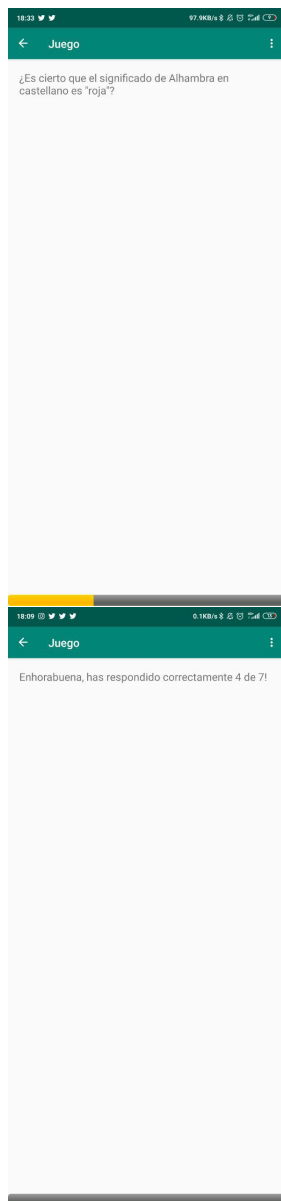 18:33 97.9KB/s
Juego
¿Es cierto que el significado de Alhambra en
castellano es "roja"?
18:09 0.1KB/s
Juego
Enhorabuena, has respondido correctamente 4 de 7!